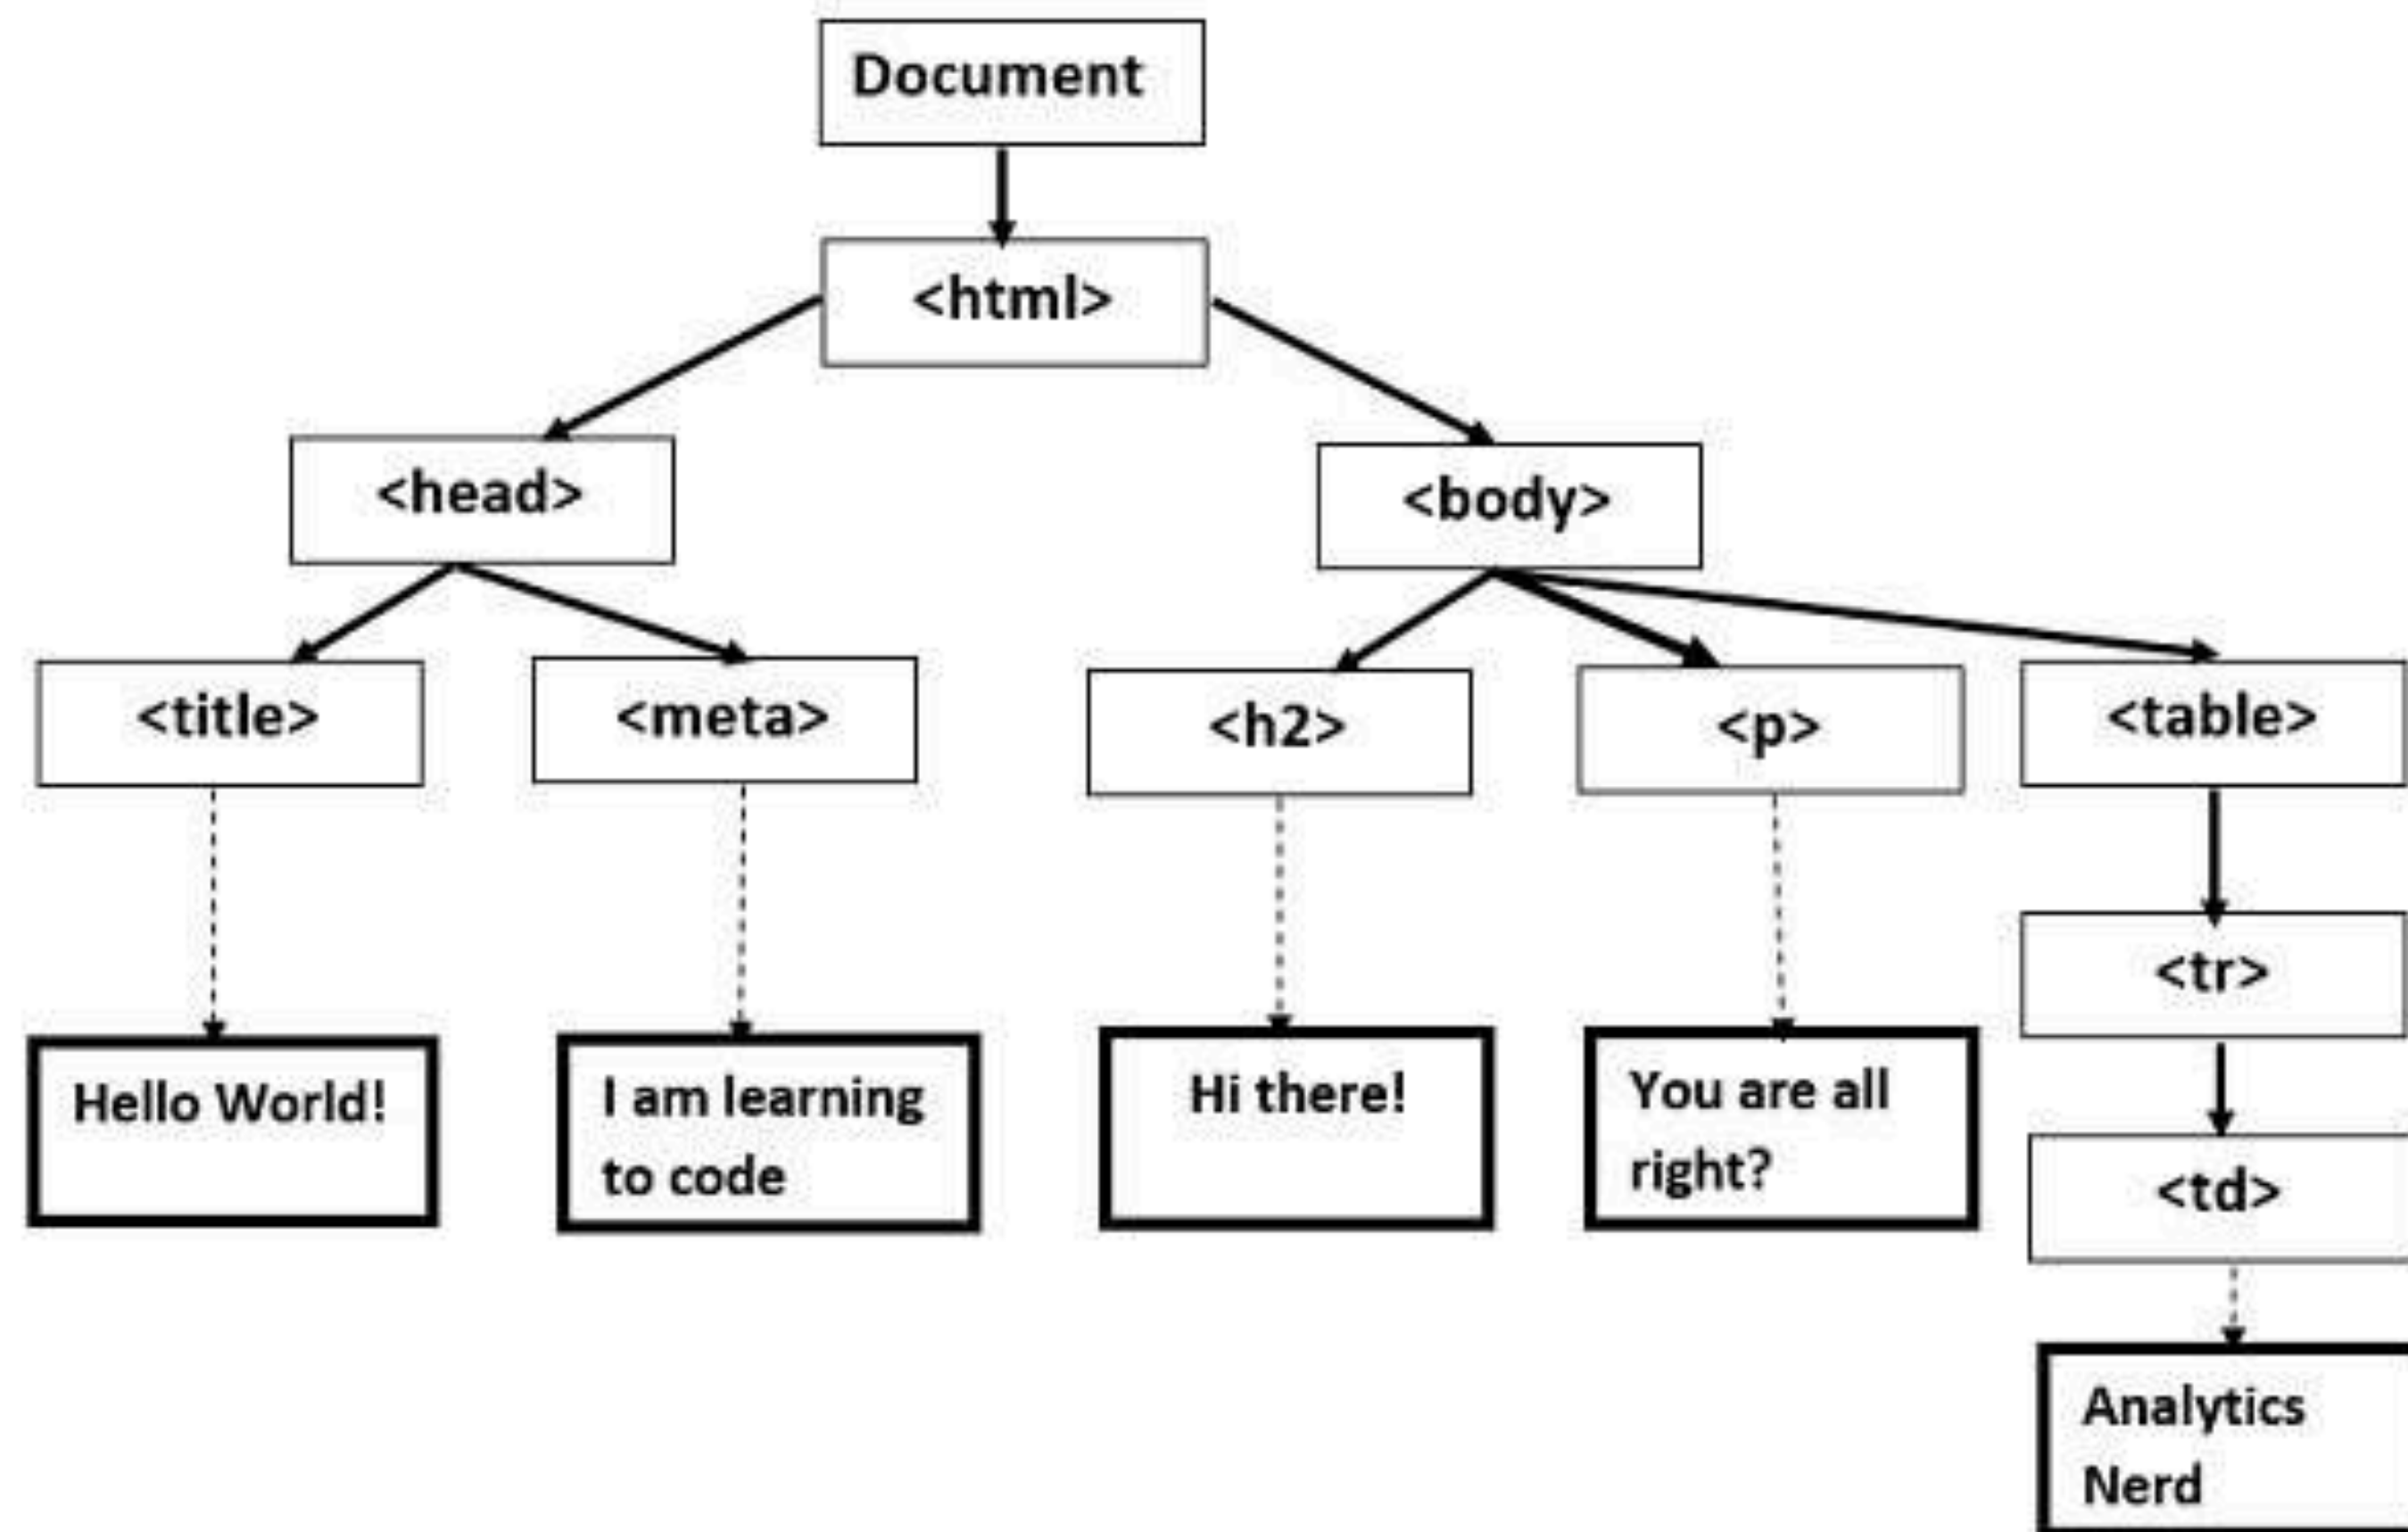 Document
<html>
<head>
<body>
<title>
<meta>
<h2>
<p>
<table>
<tr>
Hello World!
I am learning
to code
Hi there!
You are all
right?
<td>
Analytics
Nerd